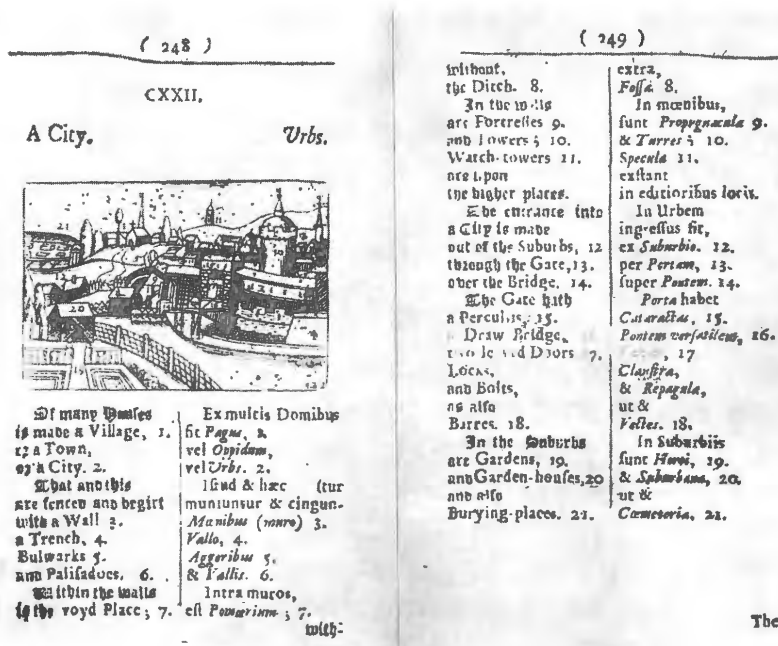 ( 248 )
CXXII.
A City.
Urbs.
Of many Houses
is made a Village, 1.
or a Town,
or a City. 2.
That and this
are fenced and begirt
with a Wall 3.
a Trench, 4.
Bulwarks 5.
and Palisadoes. 6.
Within the walls
is the voyd Place; 7.
Ex multis Domibus
fit Pagus, 1.
vel Oppidum,
vel Urbs. 2.
Istud & hæc (tur
muniuntur & cingun-
Mœnibus (muro) 3.
Vallo, 4.
Aggeribus 5.
& Vallis. 6.
Intra muros,
est Pomœrium; 7.
with-
( 249 )
without,
the Ditch. 8.
In the walls
are Fortresses 9.
and Towers; 10.
Watch-towers 11.
are upon
the higher places.
The entrance into
a City is made
out of the Suburbs, 12
through the Gate, 13.
over the Bridge. 14.
The Gate hath
a Perculus, 15.
Draw Bridge,
Doors 7.
Locks,
and Bolts,
as also
Barres. 18.
In the Suburbs
are Gardens, 19.
and Garden-houses, 20
and also
Burying-places. 21.
extra,
Fossa. 8.
In mœnibus,
sunt Propugnacula 9.
& Turres; 10.
Specula 11.
exstant
in editioribus locis.
In Urbem
ingressus fit,
ex Suburbio. 12.
per Portam, 13.
super Pontem. 14.
Porta habet
Cataractas, 15.
Pontem versatilem, 16.
, 17
Claustra,
& Repagula,
ut &
Vectes. 18.
In Suburbiis
sunt Horti, 19.
& Suburbana, 20.
ut &
Cœmeteria, 21.
The